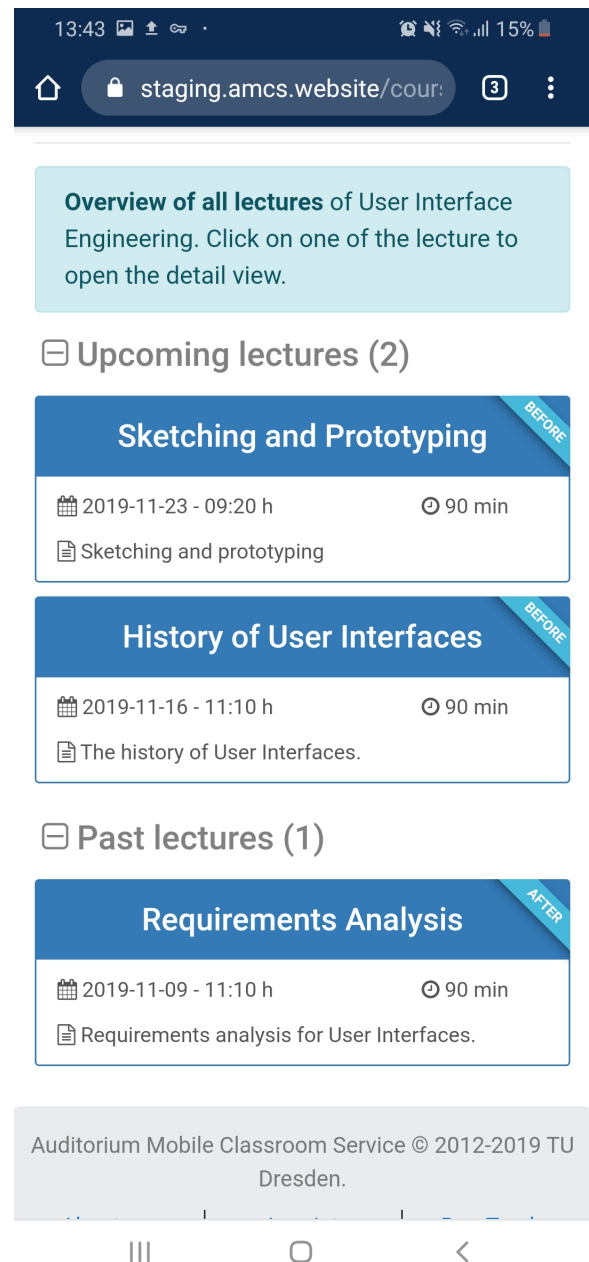 13:43
15%
staging.amcs.website/cour
3
Overview of all lectures of User Interface
Engineering. Click on one of the lecture to
open the detail view.
Upcoming lectures (2)
Sketching and Prototyping
BEFORE
2019-11-23 - 09:20 h
90 min
Sketching and prototyping
History of User Interfaces
BEFORE
2019-11-16 - 11:10 h
90 min
The history of User Interfaces.
Past lectures (1)
Requirements Analysis
AFTER
2019-11-09 - 11:10 h
90 min
Requirements analysis for User Interfaces.
Auditorium Mobile Classroom Service © 2012-2019 TU
Dresden.